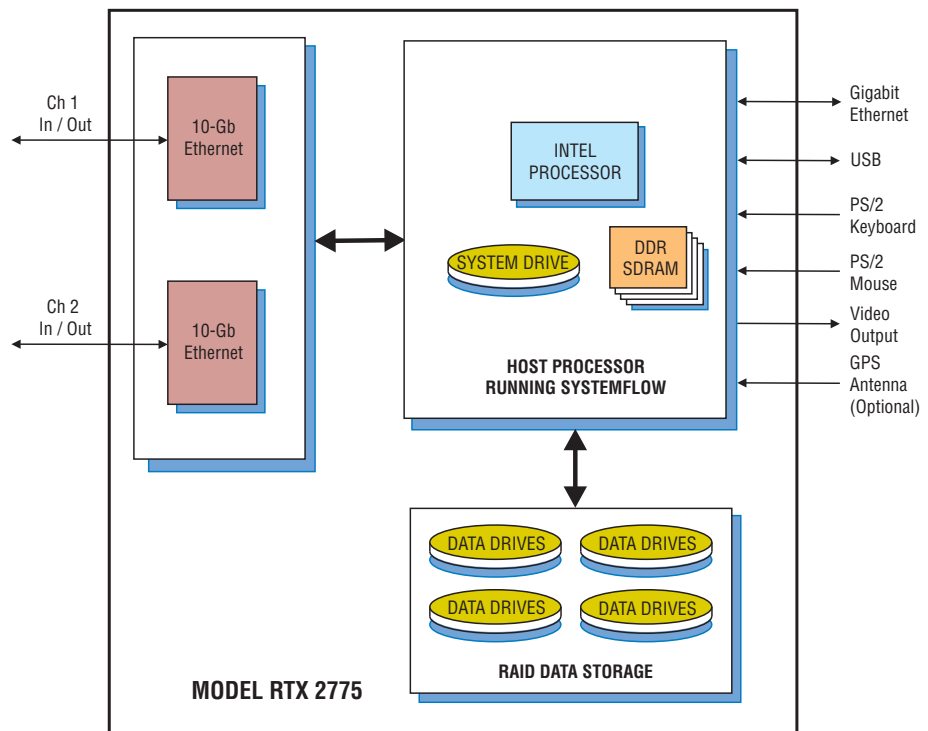 Ch 1
In / Out
10-Gb
Ethernet
Ch 2
In / Out
10-Gb
Ethernet
INTEL
PROCESSOR
SYSTEM DRIVE
DDR
SDRAM
HOST PROCESSOR
RUNNING SYSTEMFLOW
Gigabit
Ethernet
USB
PS/2
Keyboard
PS/2
Mouse
Video
Output
GPS
Antenna
(Optional)
DATA DRIVES
DATA DRIVES
DATA DRIVES
DATA DRIVES
RAID DATA STORAGE
MODEL RTX 2775